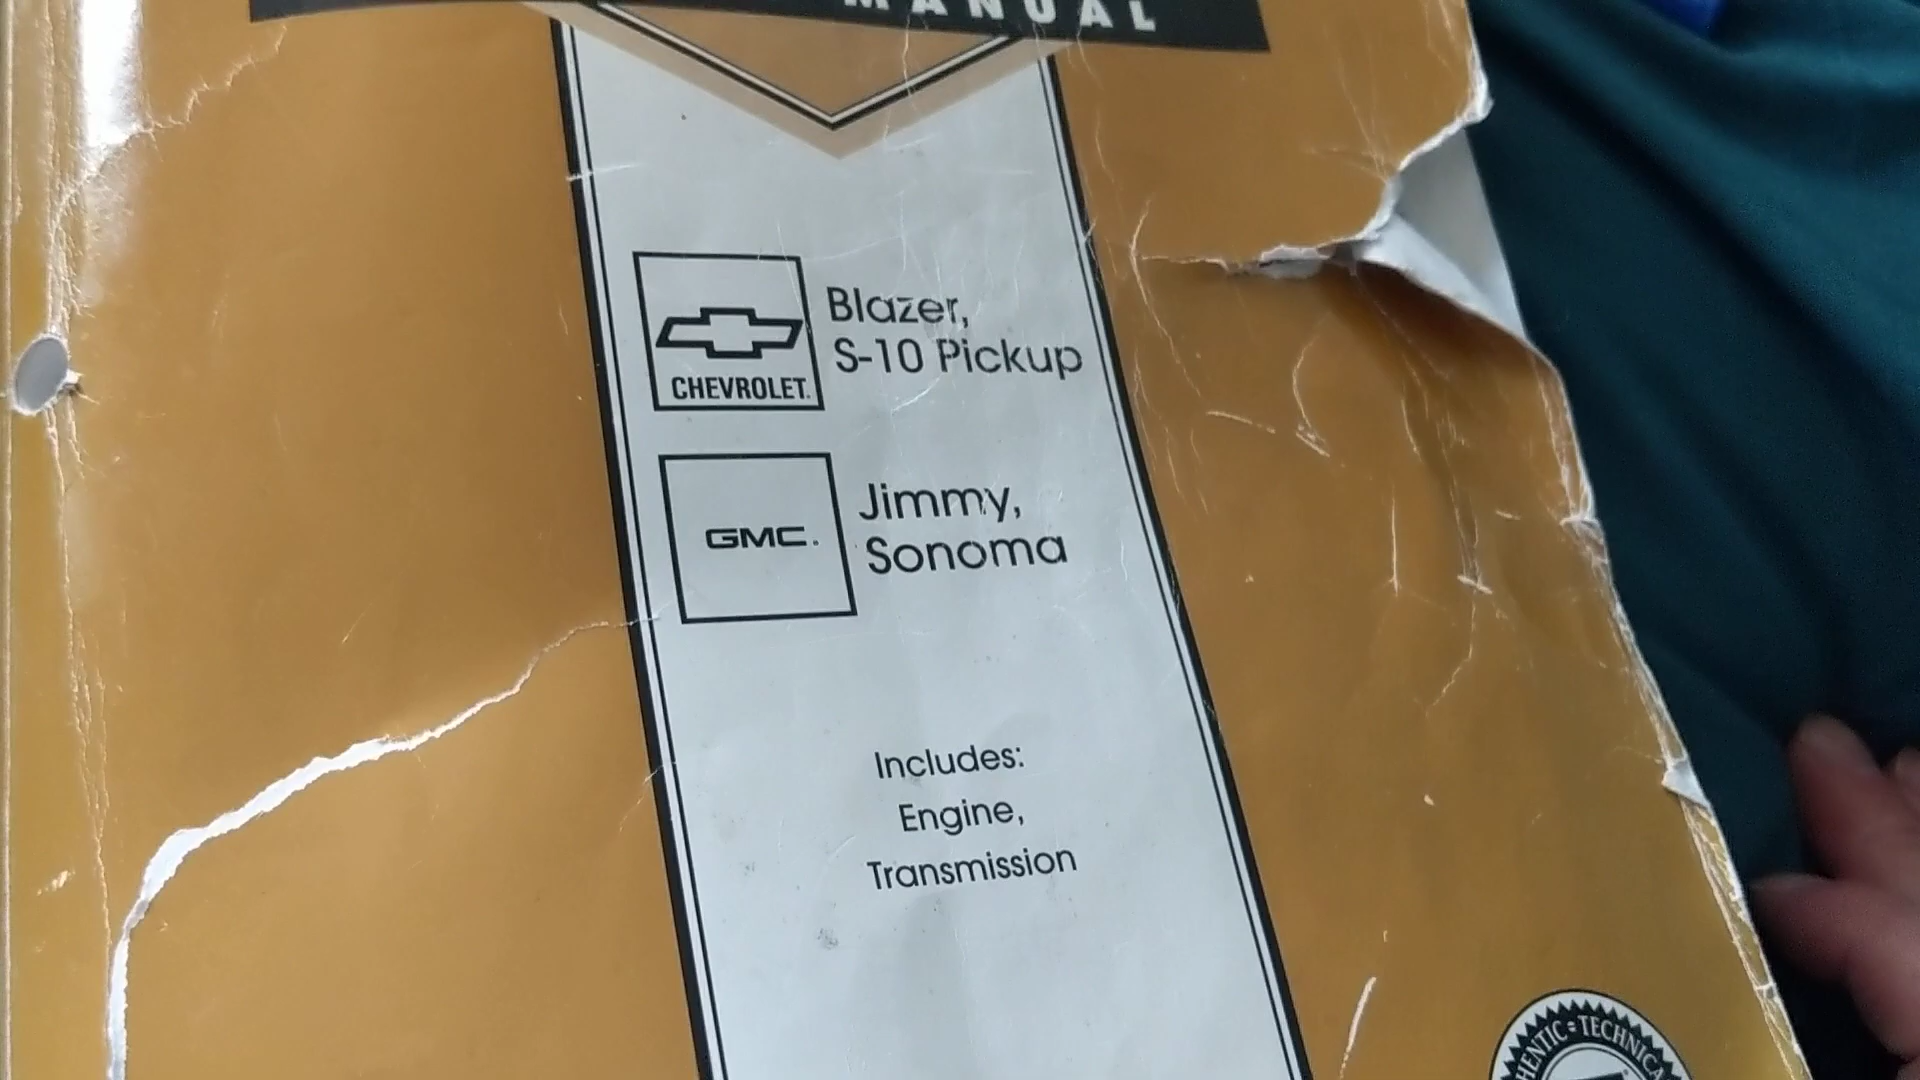 MANUAL
Blazer,
S-10 Pickup
CHEVROLET.
GMC.
Jimmy,
Sonoma
Includes:
Engine,
Transmission